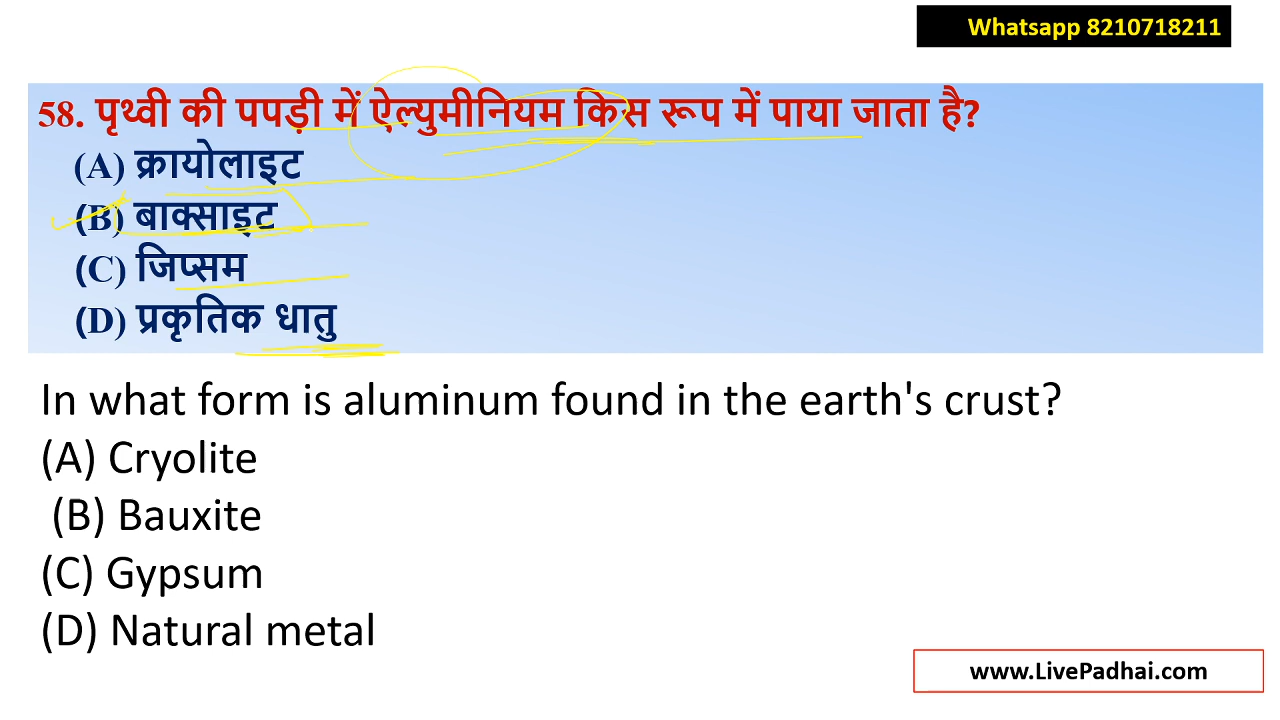 Whatsapp 8210718211
58. पृथ्वी की पपड़ी में ऐल्युमीनियम किस रूप में पाया जाता है?
(A) क्रायोलाइट
(B) बाक्साइट
(C) जिप्सम
(D) प्रकृतिक धातु
In what form is aluminum found in the earth's crust?
(A) Cryolite
(B) Bauxite
(C) Gypsum
(D) Natural metal
www.LivePadhai.com